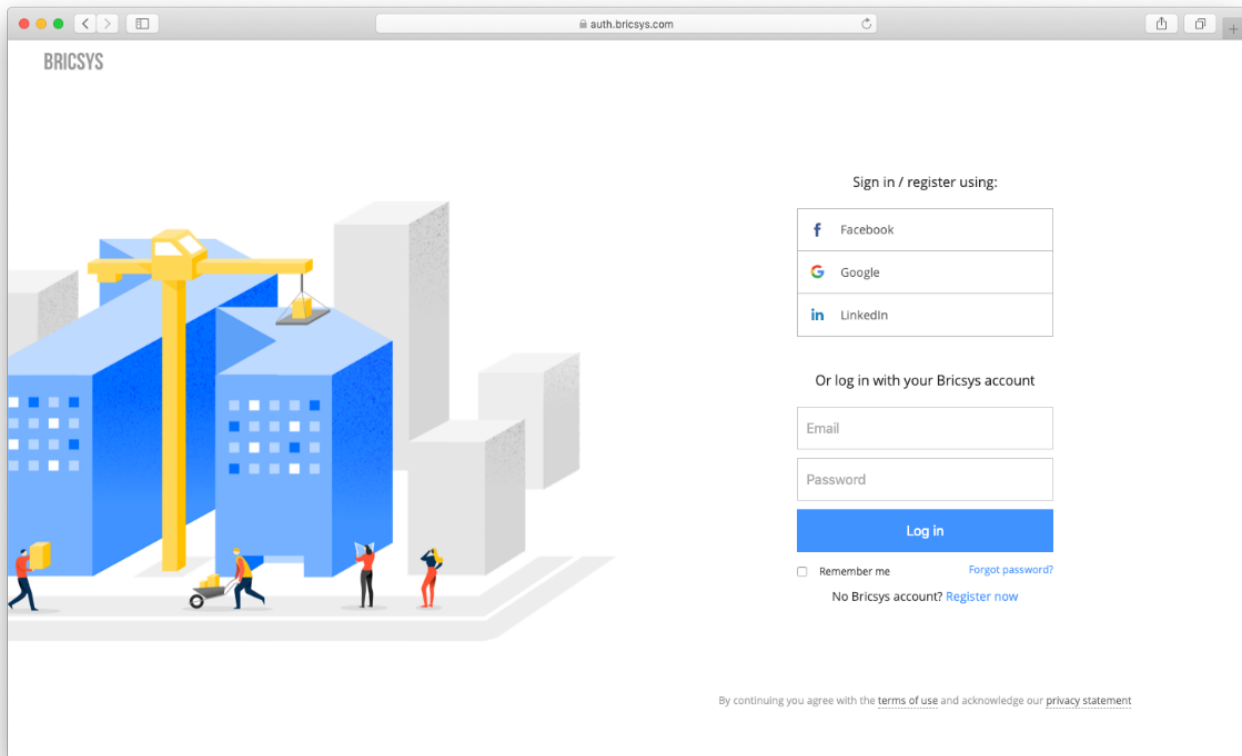 auth.bricsys.com
BRICSYS
Sign in / register using:
Facebook
Google
LinkedIn
Or log in with your Bricsys account
Email
Password
Log in
Remember me Forgot password?
No Bricsys account? Register now
By continuing you agree with the terms of use and acknowledge our privacy statement